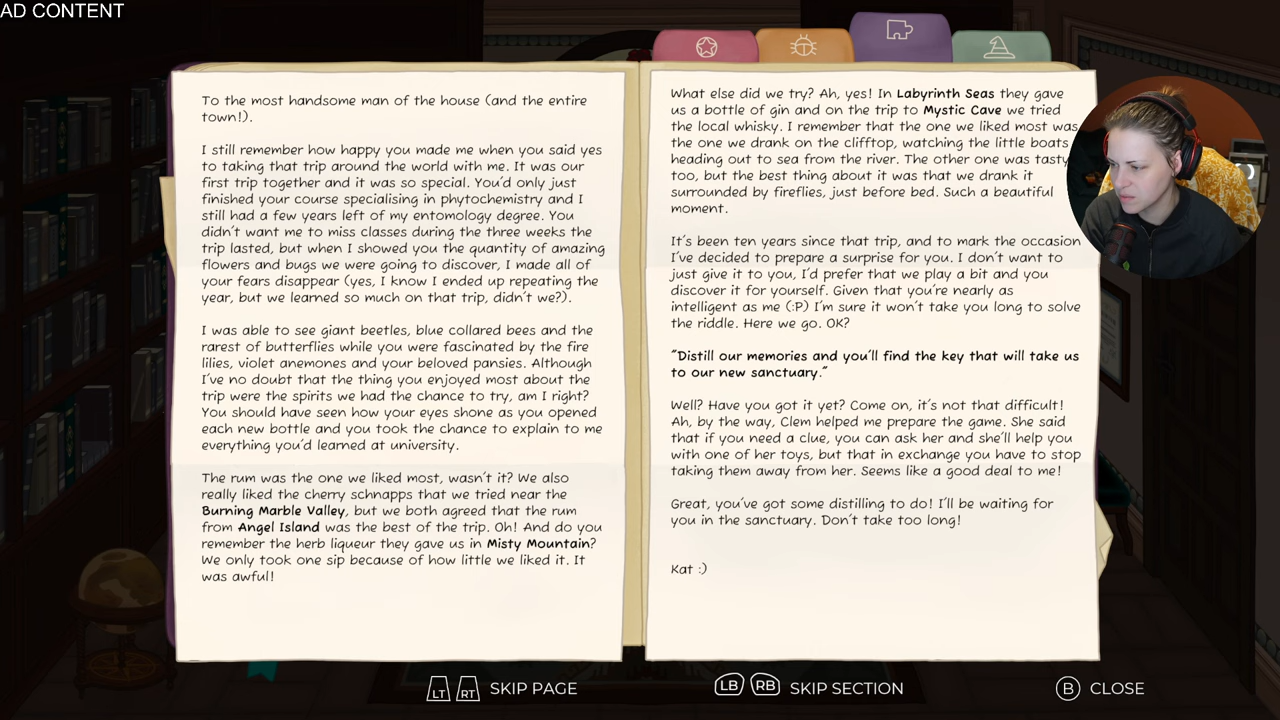 AD CONTENT
To the most handsome man of the house (and the entire
town!).
I still remember how happy you made me when you said yes
to taking that trip around the world with me. It was our
first trip together and it was so special. You'd only just
finished your course specialising in phytochemistry and I
still had a few years left of my entomology degree. You
didn't want me to miss classes during the three weeks the
trip lasted, but when I showed you the quantity of amazing
flowers and bugs we were going to discover, I made all of
your fears disappear (yes, I know I ended up repeating the
year, but we learned so much on that trip, didn't we?).
I was able to see giant beetles, blue collared bees and the
rarest of butterflies while you were fascinated by the fire
lilies, violet anemones and your beloved pansies. Although
I've no doubt that the thing you enjoyed most about the
trip were the spirits we had the chance to try, am I right?
You should have seen how your eyes shone as you opened
each new bottle and you took the chance to explain to me
everything you'd learned at university.
The rum was the one we liked most, wasn't it? We also
really liked the cherry schnapps that we tried near the
Burning Marble Valley, but we both agreed that the rum
from Angel Island was the best of the trip. Oh! And do you
remember the herb liqueur they gave us in Misty Mountain?
We only took one sip because of how little we liked it. It
was awful!
What else did we try? Ah, yes! In Labyrinth Seas they gave
us a bottle of gin and on the trip to Mystic Cave we tried
the local whisky. I remember that the one we liked most was
the one we drank on the clifftop, watching the little boats
heading out to sea from the river. The other one was tasty
too, but the best thing about it was that we drank it
surrounded by fireflies, just before bed. Such a beautiful
moment.
It's been ten years since that trip, and to mark the occasion
I've decided to prepare a surprise for you. I don't want to
just give it to you, I'd prefer that we play a bit and you
discover it for yourself. Given that you're nearly as
intelligent as me (:P) I'm sure it won't take you long to solve
the riddle. Here we go. OK?
"Distill our memories and you'll find the key that will take us
to our new sanctuary."
Well? Have you got it yet? Come on, it's not that difficult!
Ah, by the way, Clem helped me prepare the game. She said
that if you need a clue, you can ask her and she'll help you
with one of her toys, but that in exchange you have to stop
taking them away from her. Seems like a good deal to me!
Great, you've got some distilling to do! I'll be waiting for
you in the sanctuary. Don't take too long!
Kat :)
LT RT SKIP PAGE
LB RB SKIP SECTION
B CLOSE